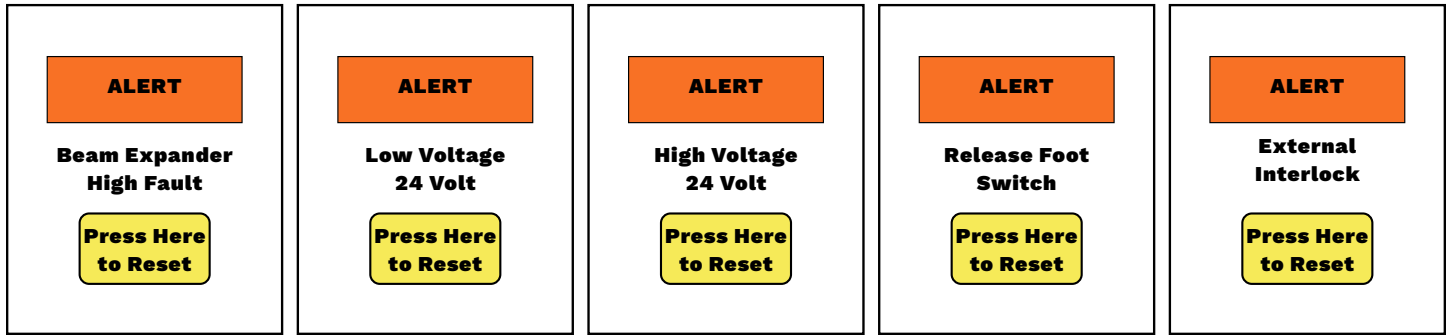 ALERT
Beam Expander
High Fault
Press Here
to Reset
ALERT
Low Voltage
24 Volt
Press Here
to Reset
ALERT
High Voltage
24 Volt
Press Here
to Reset
ALERT
Release Foot
Switch
Press Here
to Reset
ALERT
External
Interlock
Press Here
to Reset